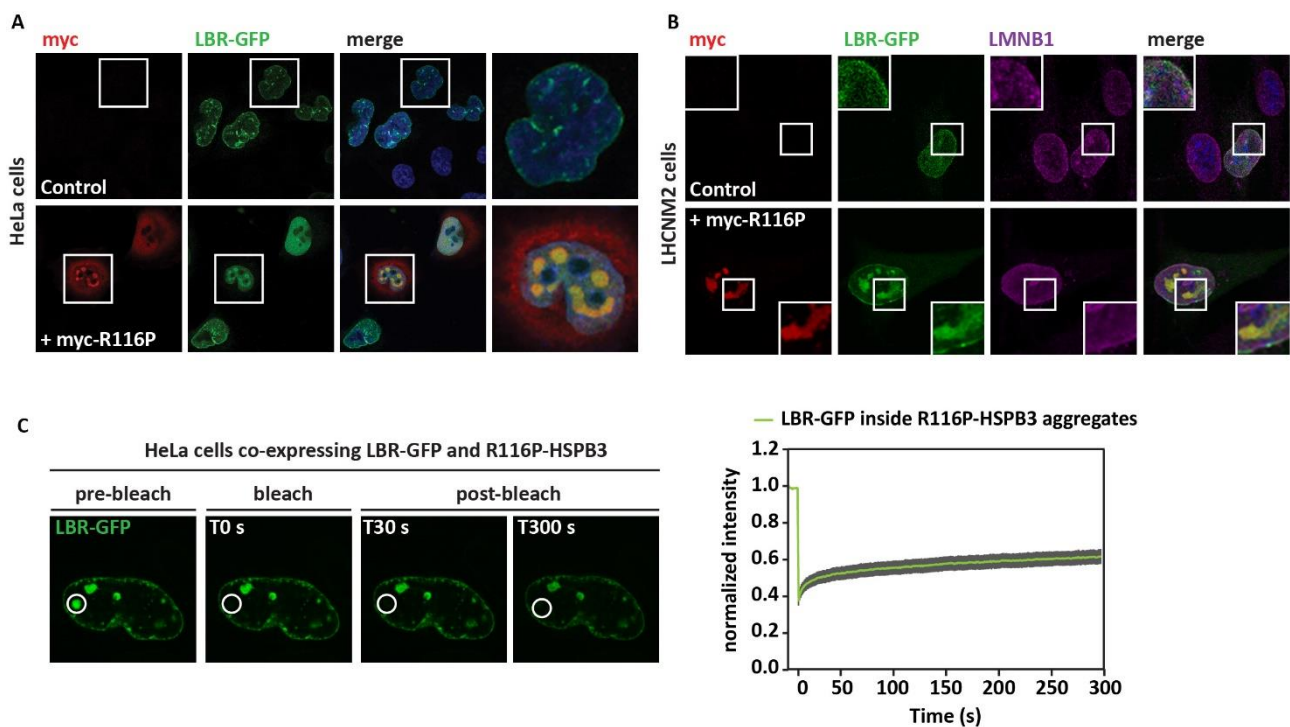 A
myc LBR-GFP merge
HeLa cells
Control
+ myc-R116P
B
myc LBR-GFP LMNB1 merge
LHCNM2 cells
Control
+ myc-R116P
C
HeLa cells co-expressing LBR-GFP and R116P-HSPB3
pre-bleach bleach post-bleach
LBR-GFP T0 s T30 s T300 s
LBR-GFP inside R116P-HSPB3 aggregates
normalized intensity
1.2
1.0
0.8
0.6
0.4
0.2
0.0
0 50 100 150 200 250 300
Time (s)